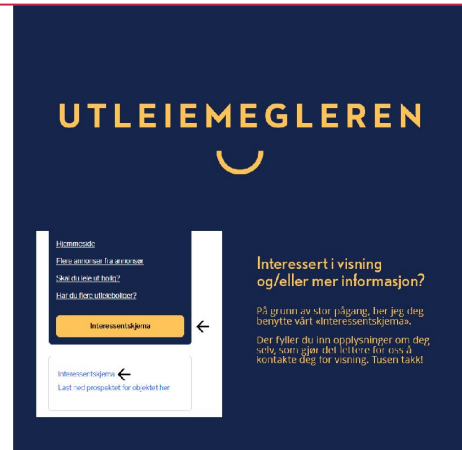 UTLEIEMEGLEREN
Hjemmeside
Flere annonser fra annonsør
Skal du leie ut bolig?
Har du flere utleieboliger?
Interessentskjema
Interessentskjema
Last ned prospektet for objektet her
Interessert i visning
og/eller mer informasjon?
På grunn av stor pågang, ber jeg deg
benytte vårt «Interessentskjema».
Der fyller du inn opplysninger om deg
selv, som gjør det lettere for oss å
kontakte deg for visning. Tusen takk!